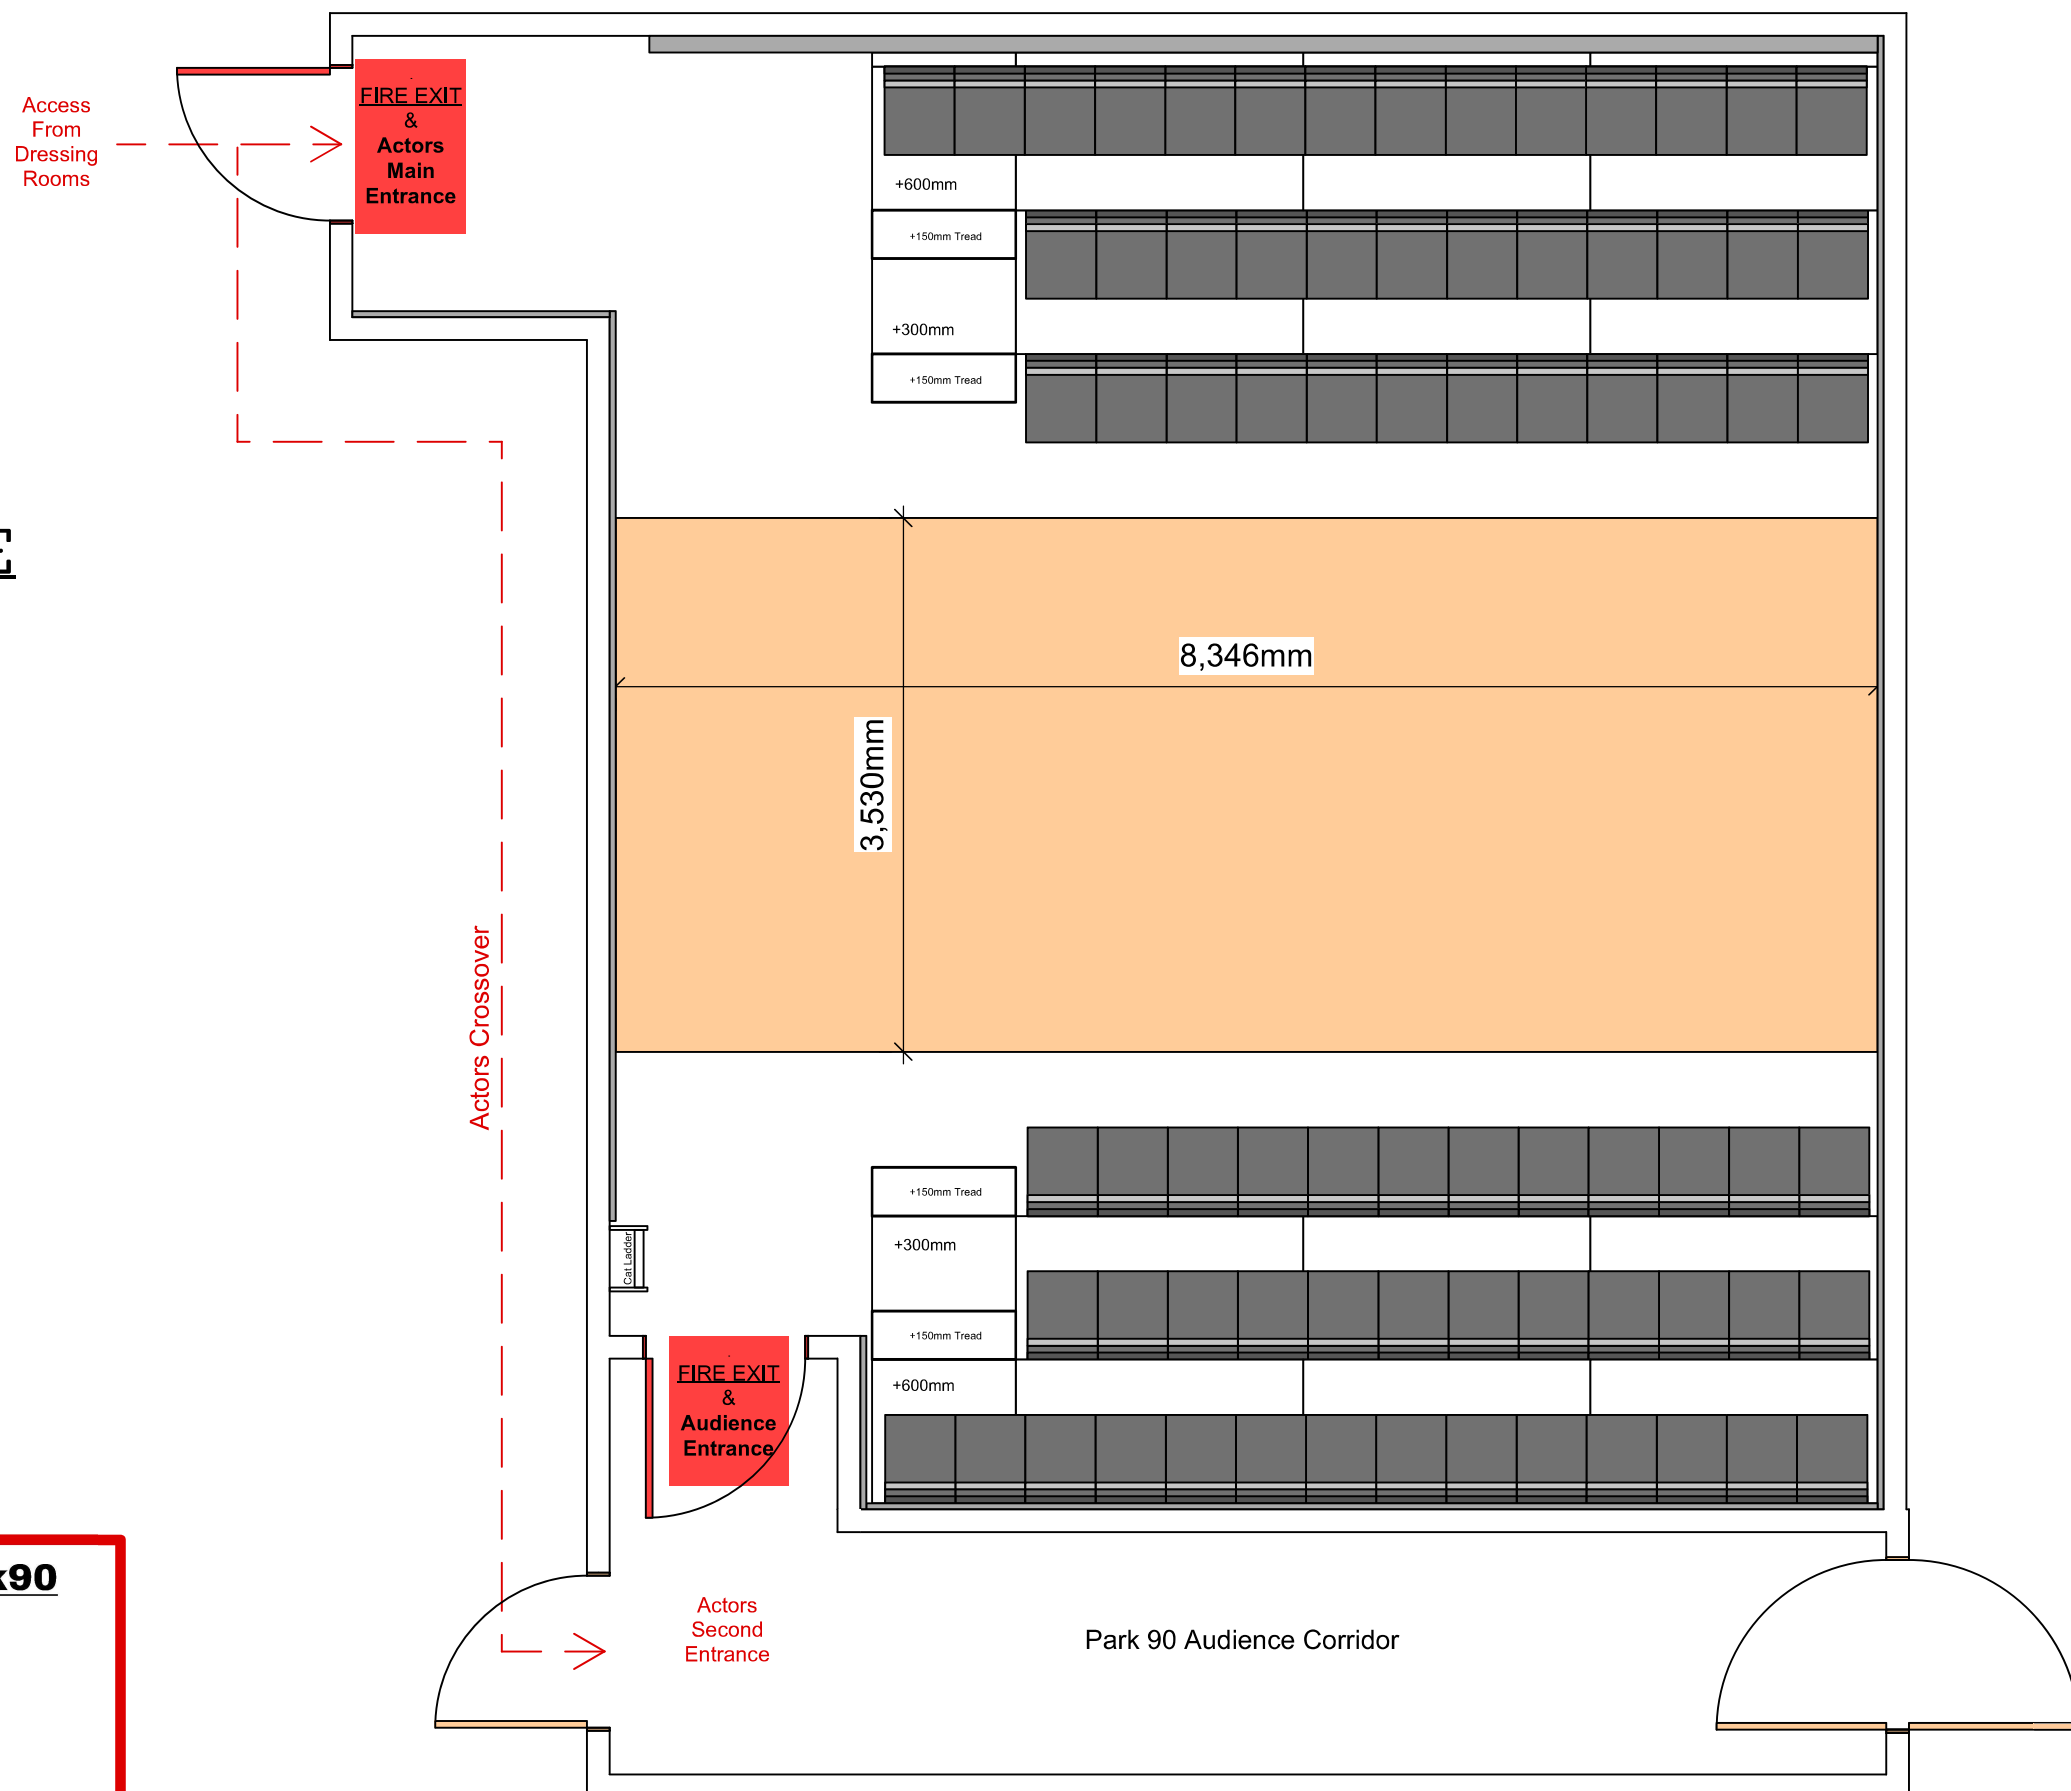 Access
From
Dressing
Rooms
FIRE EXIT
&
Actors
Main
Entrance
+600mm
+150mm Tread
+300mm
+150mm Tread
E
8,346mm
3,530mm
Actors Crossover
+150mm Tread
+300mm
Cat Ladder
+150mm Tread
+600mm
FIRE EXIT
&
Audience
Entrance
k90
Actors
Second
Entrance
Park 90 Audience Corridor